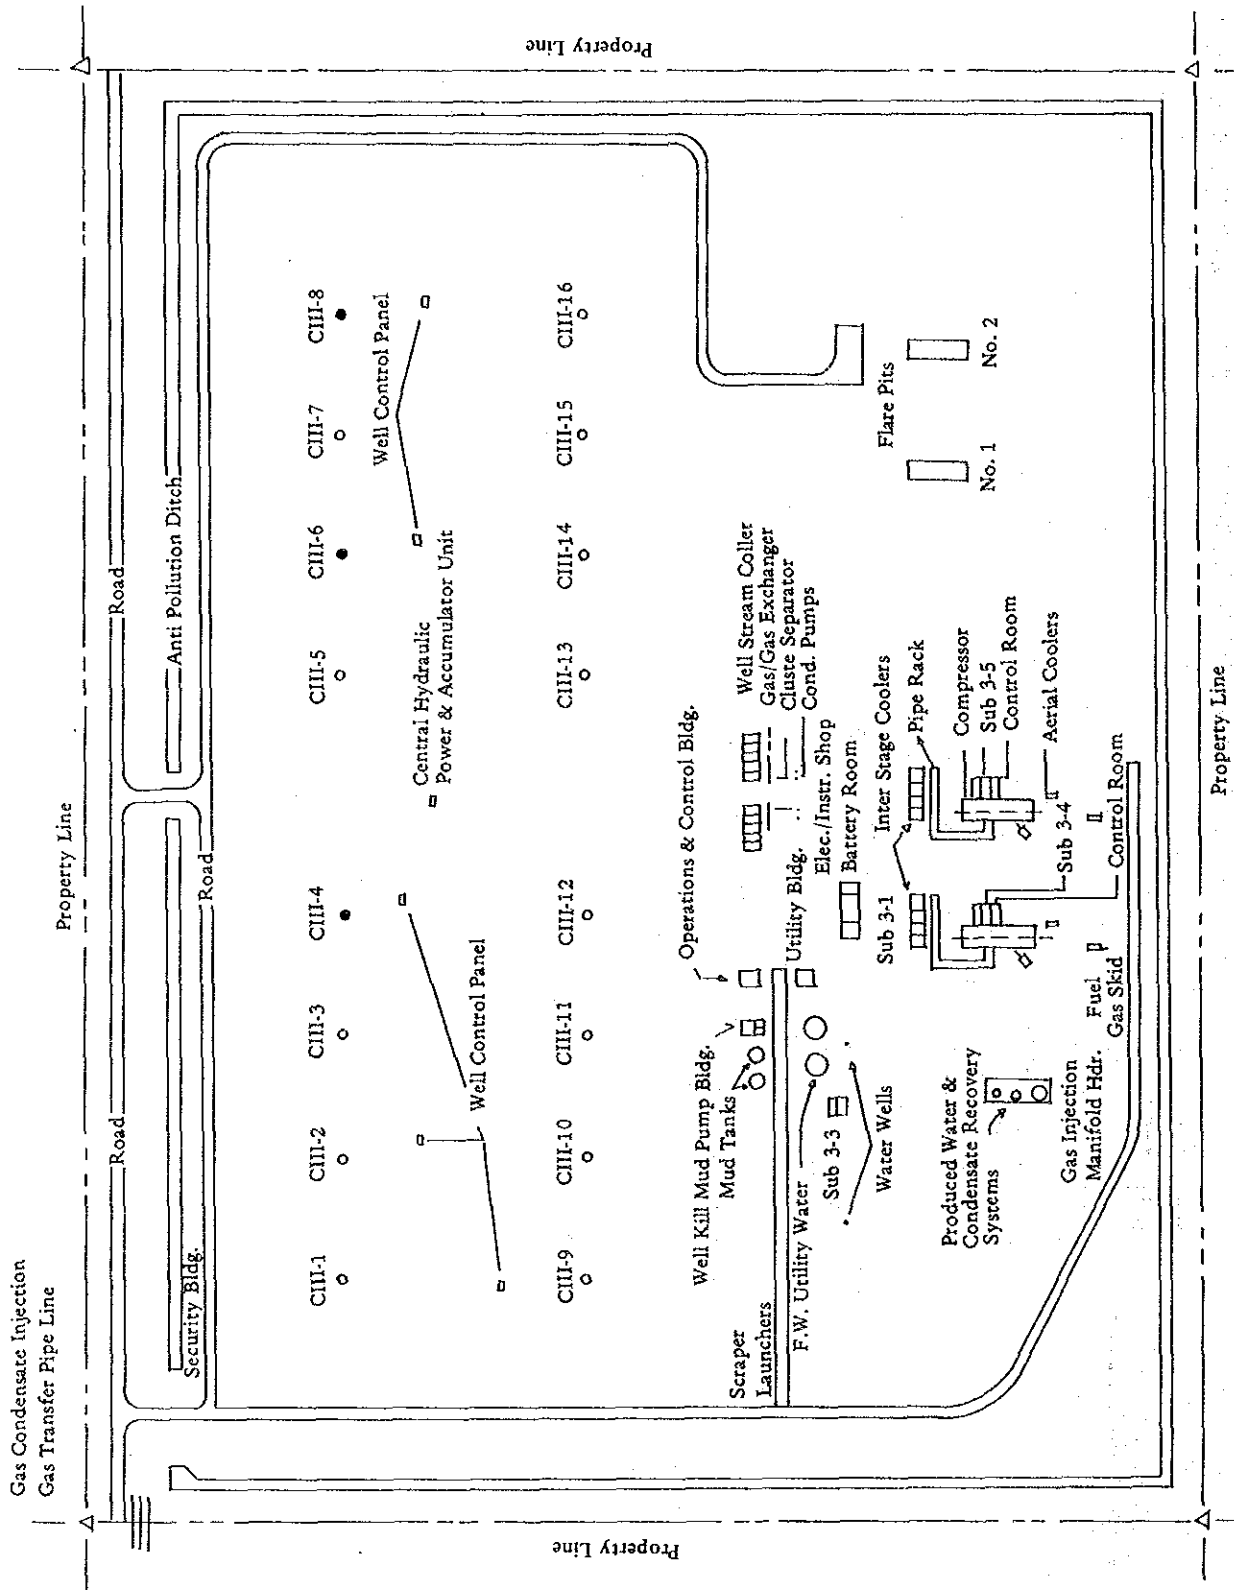 Gas Condensate Injection
Gas Transfer Pipe Line
Property Line
Property Line
Property Line
Property Line
Road
Road
Anti Pollution Ditch
Security Bldg.
Road
CIII-1
CIII-2
CIII-3
CIII-4
CIII-5
CIII-6
CIII-7
CIII-8
Well Control Panel
Central Hydraulic
Power & Accumulator Unit
Well Control Panel
CIII-9
CIII-10
CIII-11
CIII-12
CIII-13
CIII-14
CIII-15
CIII-16
Scraper
Launchers
Well Kill Mud Pump Bldg.
Mud Tanks
Operations & Control Bldg.
Well Stream Coller
Gas/Gas Exchanger
Cluste Separator
Cond. Pumps
F.W. Utility Water
Utility Bldg.
Elec./Instr. Shop
Battery Room
Sub 3-3
Water Wells
Flare Pits
No. 1
No. 2
Sub 3-1
Inter Stage Coolers
Pipe Rack
Compressor
Sub 3-5
Control Room
Produced Water &
Condensate Recovery
Systems
Aerial Coolers
Sub 3-4
Control Room
Gas Injection
Manifold Hdr.
Fuel
Gas Skid